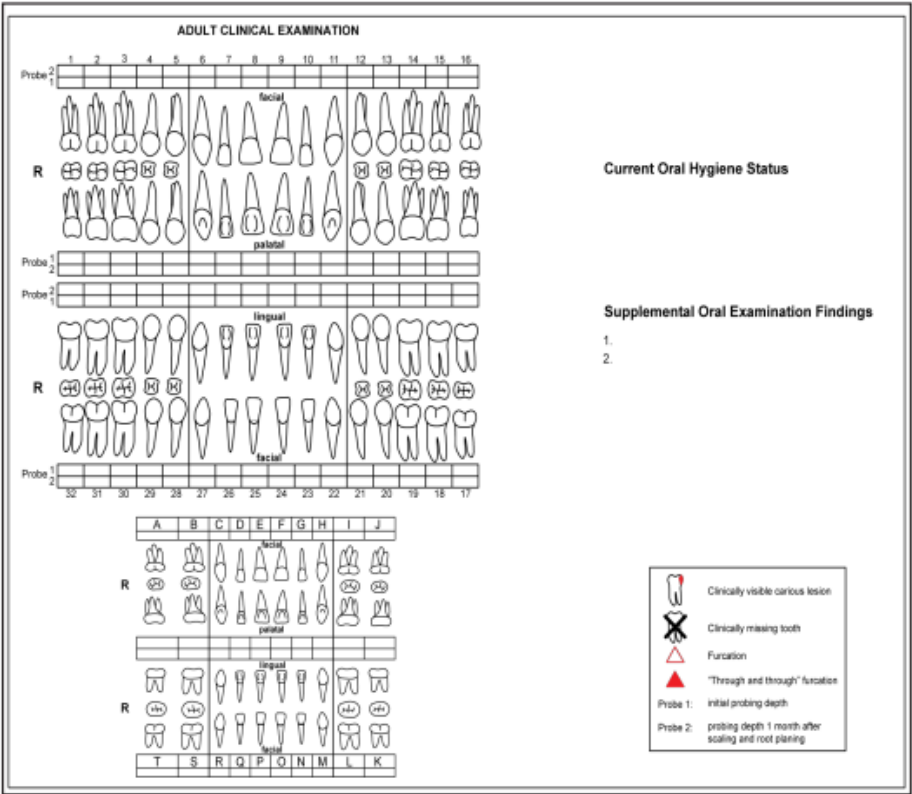 ADULT CLINICAL EXAMINATION
1 2 3 4 5 6 7 8 9 10 11 12 13 14 15 16
Probe 2
1
facial
R
palatal
Probe 1
2
Probe 2
1
lingual
R
facial
Probe 1
2
32 31 30 29 28 27 26 25 24 23 22 21 20 19 18 17
A B C D E F G H I J
facial
R
palatal
lingual
R
facial
T S R Q P O N M L K
Current Oral Hygiene Status
Supplemental Oral Examination Findings
1.
2.
Clinically visible carious lesion
Clinically missing tooth
Furcation
"Through and through" furcation
Probe 1: initial probing depth
Probe 2: probing depth 1 month after
scaling and root planing